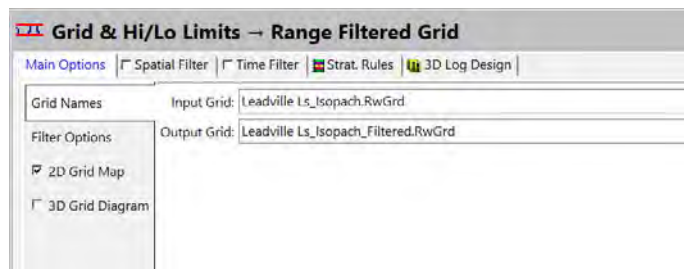 Grid & Hi/Lo Limits → Range Filtered Grid
Main Options Spatial Filter Time Filter Strat. Rules 3D Log Design
Grid Names Input Grid: Leadville Ls_Isopach.RwGrd
Filter Options Output Grid: Leadville Ls_Isopach_Filtered.RwGrd
2D Grid Map
3D Grid Diagram